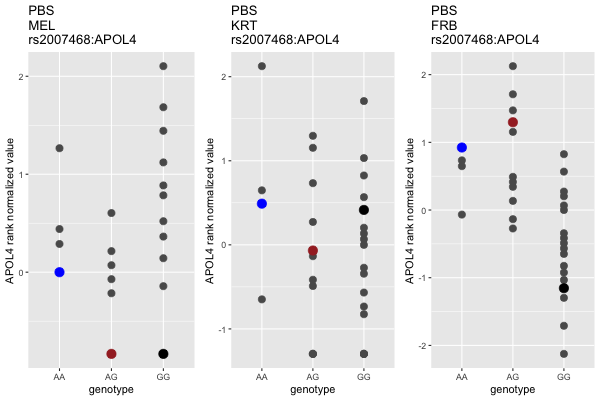 PBS
MEL
rs2007468:APOL4
APOL4 rank normalized value
2
1
0
AA
AG
GG
genotype
PBS
KRT
rs2007468:APOL4
APOL4 rank normalized value
2
1
0
-1
AA
AG
GG
genotype
PBS
FRB
rs2007468:APOL4
APOL4 rank normalized value
2
1
0
-1
-2
AA
AG
GG
genotype